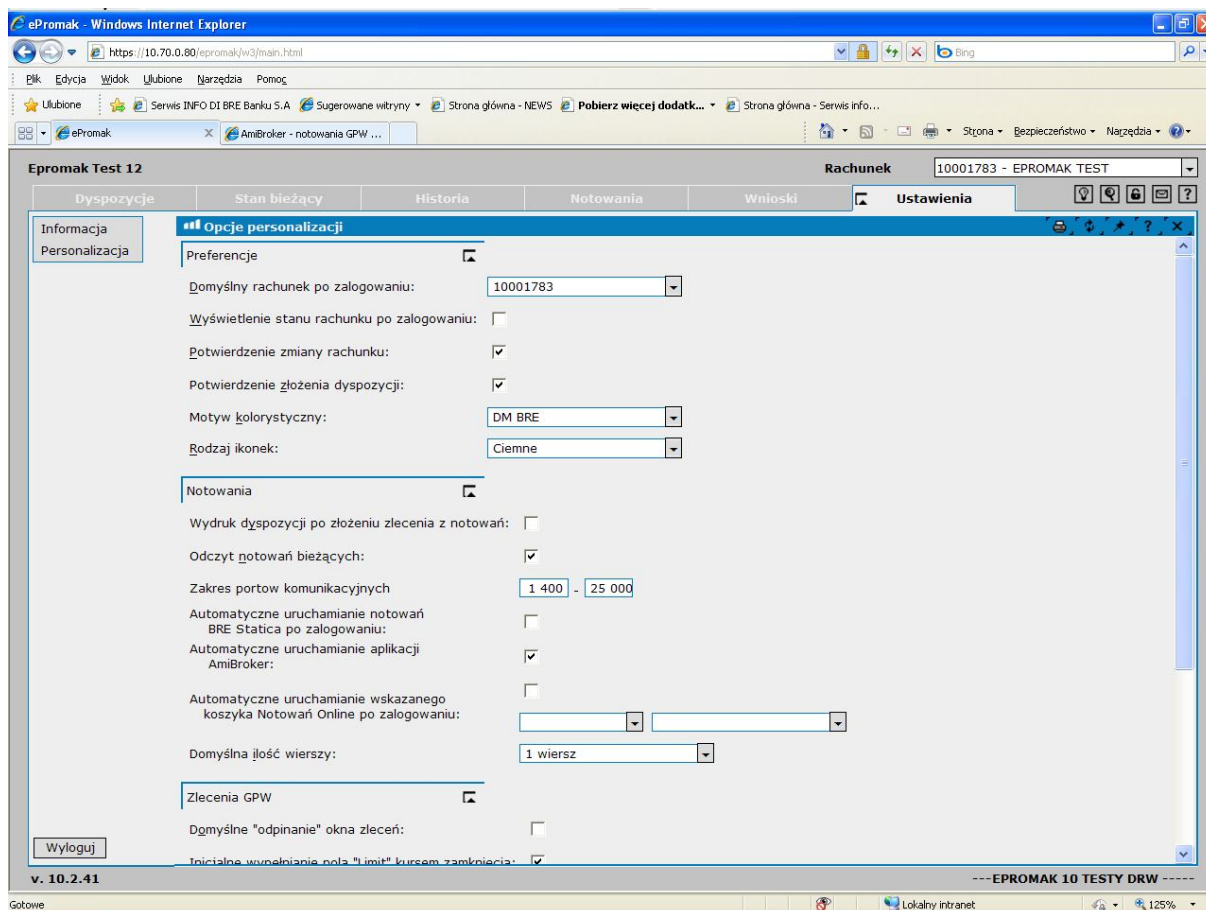 ePromak - Windows Internet Explorer
https://10.70.0.80/epromak/w3/main.html
Bing
Plik Edycja Widok Ulubione Narzędzia Pomoc
Ulubione Serwis INFO DI BRE Banku S.A Sugerowane witryny Strona główna - NEWS Pobierz więcej dodatk... Strona główna - Serwis info...
ePromak AmiBroker - notowania GPW ... Strona Bezpieczeństwo Narzędzia
Epromak Test 12 Rachunek 10001783 - EPROMAK TEST
Dyspozycje Stan bieżący Historia Notowania Wnioski Ustawienia
Informacja
Personalizacja
Opcje personalizacji
Preferencje
Domyślny rachunek po zalogowaniu: 10001783
Wyświetlenie stanu rachunku po zalogowaniu:
Potwierdzenie zmiany rachunku:
Potwierdzenie złożenia dyspozycji:
Motyw kolorystyczny: DM BRE
Rodzaj ikonek: Ciemne
Notowania
Wydruk dyspozycji po złożeniu zlecenia z notowań:
Odczyt notowań bieżących:
Zakres portow komunikacyjnych 1 400 - 25 000
Automatyczne uruchamianie notowań
BRE Statica po zalogowaniu:
Automatyczne uruchamianie aplikacji
AmiBroker:
Automatyczne uruchamianie wskazanego
koszyka Notowań Online po zalogowaniu:
Domyślna ilość wierszy: 1 wiersz
Zlecenia GPW
Domyślne "odpinanie" okna zleceń:
Inicjalne wypełnianie pola "Limit" kursem zamknięcia:
Wyloguj
v. 10.2.41 ---EPROMAK 10 TESTY DRW -----
Gotowe Lokalny intranet 125%